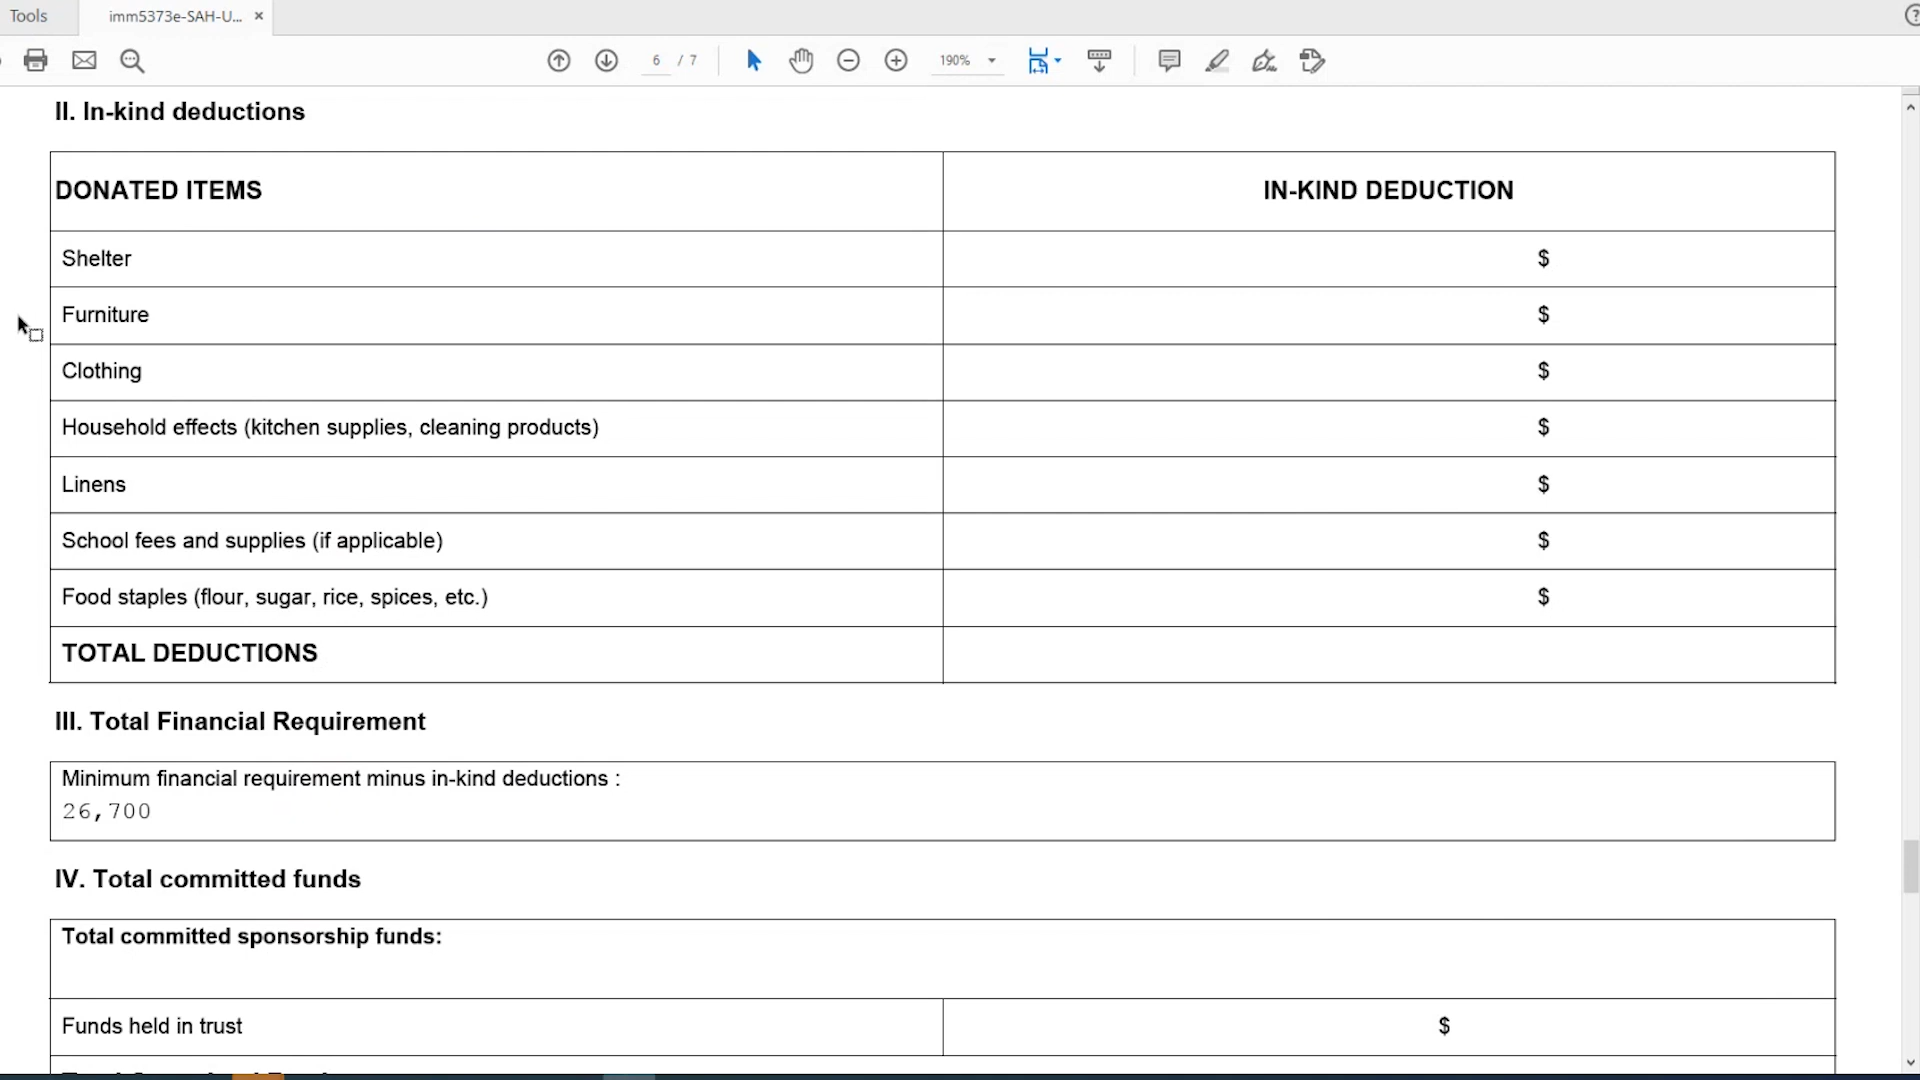 Tools
imm5373e-SAH-U... ×
6 / 7
190%
II. In-kind deductions
DONATED ITEMS
IN-KIND DEDUCTION
Shelter
$
Furniture
$
Clothing
$
Household effects (kitchen supplies, cleaning products)
$
Linens
$
School fees and supplies (if applicable)
$
Food staples (flour, sugar, rice, spices, etc.)
$
TOTAL DEDUCTIONS
III. Total Financial Requirement
Minimum financial requirement minus in-kind deductions :
26,700
IV. Total committed funds
Total committed sponsorship funds:
Funds held in trust
$